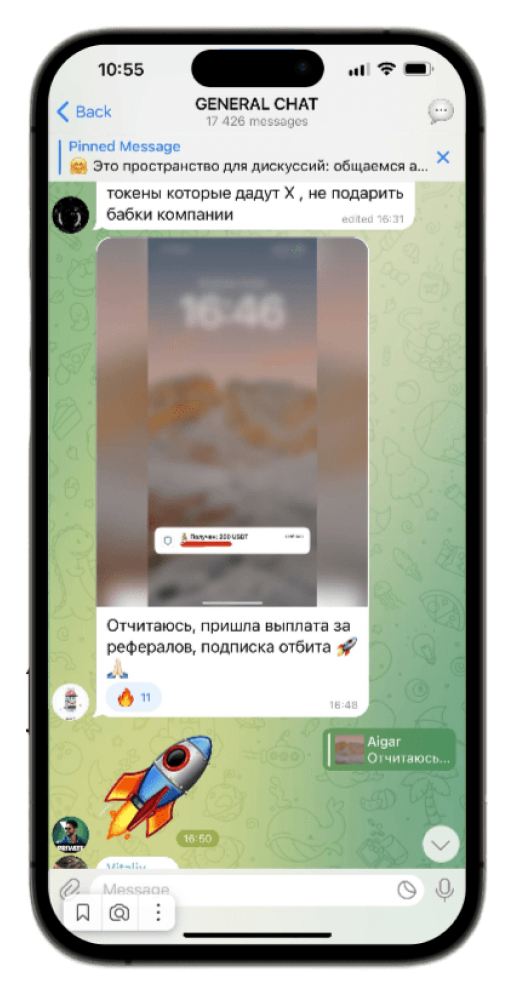 10:55
Back
GENERAL CHAT
17 426 messages
Pinned Message
Это пространство для дискуссий: общаемся а...
токены которые дадут X , не подарить
бабки компании
edited 16:31
16:46
Получен: 200 USDT
Отчитаюсь, пришла выплата за
рефералов, подписка отбита 🚀
🙏🏻
🔥 11
16:48
Aigar
Отчитаюсь...
16:50
PRIVATE
Vitaliy
Message